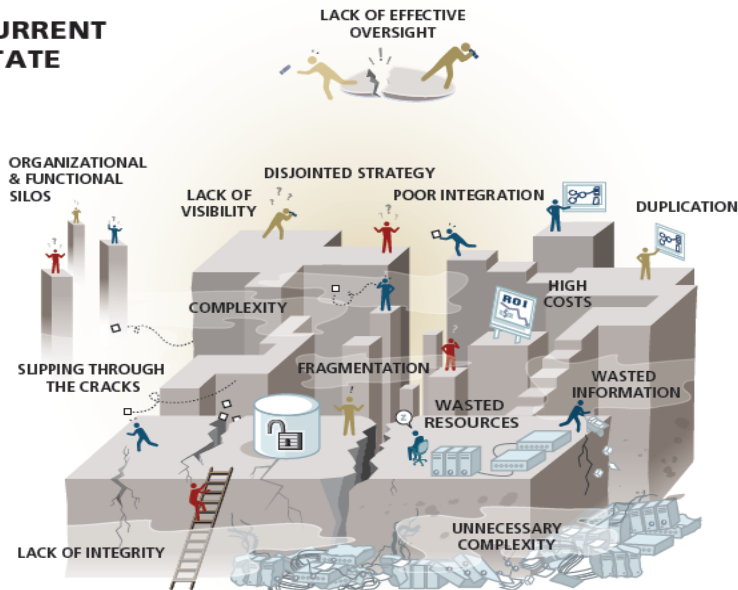 URRENT
TATE
LACK OF EFFECTIVE
OVERSIGHT
ORGANIZATIONAL
& FUNCTIONAL
SILOS
DISJOINTED STRATEGY
LACK OF
VISIBILITY
POOR INTEGRATION
DUPLICATION
COMPLEXITY
HIGH
COSTS
ROI
SLIPPING THROUGH
THE CRACKS
FRAGMENTATION
WASTED
INFORMATION
WASTED
RESOURCES
Z
LACK OF INTEGRITY
UNNECESSARY
COMPLEXITY